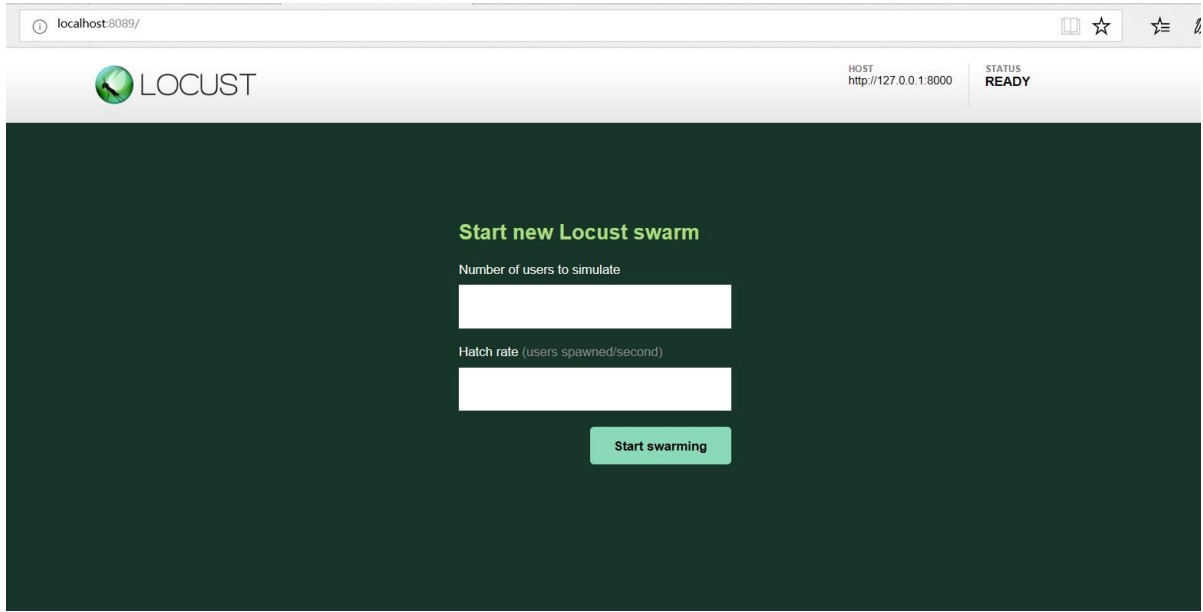 localhost:8089/
LOCUST
HOST
http://127.0.0.1:8000
STATUS
READY
Start new Locust swarm
Number of users to simulate
Hatch rate (users spawned/second)
Start swarming